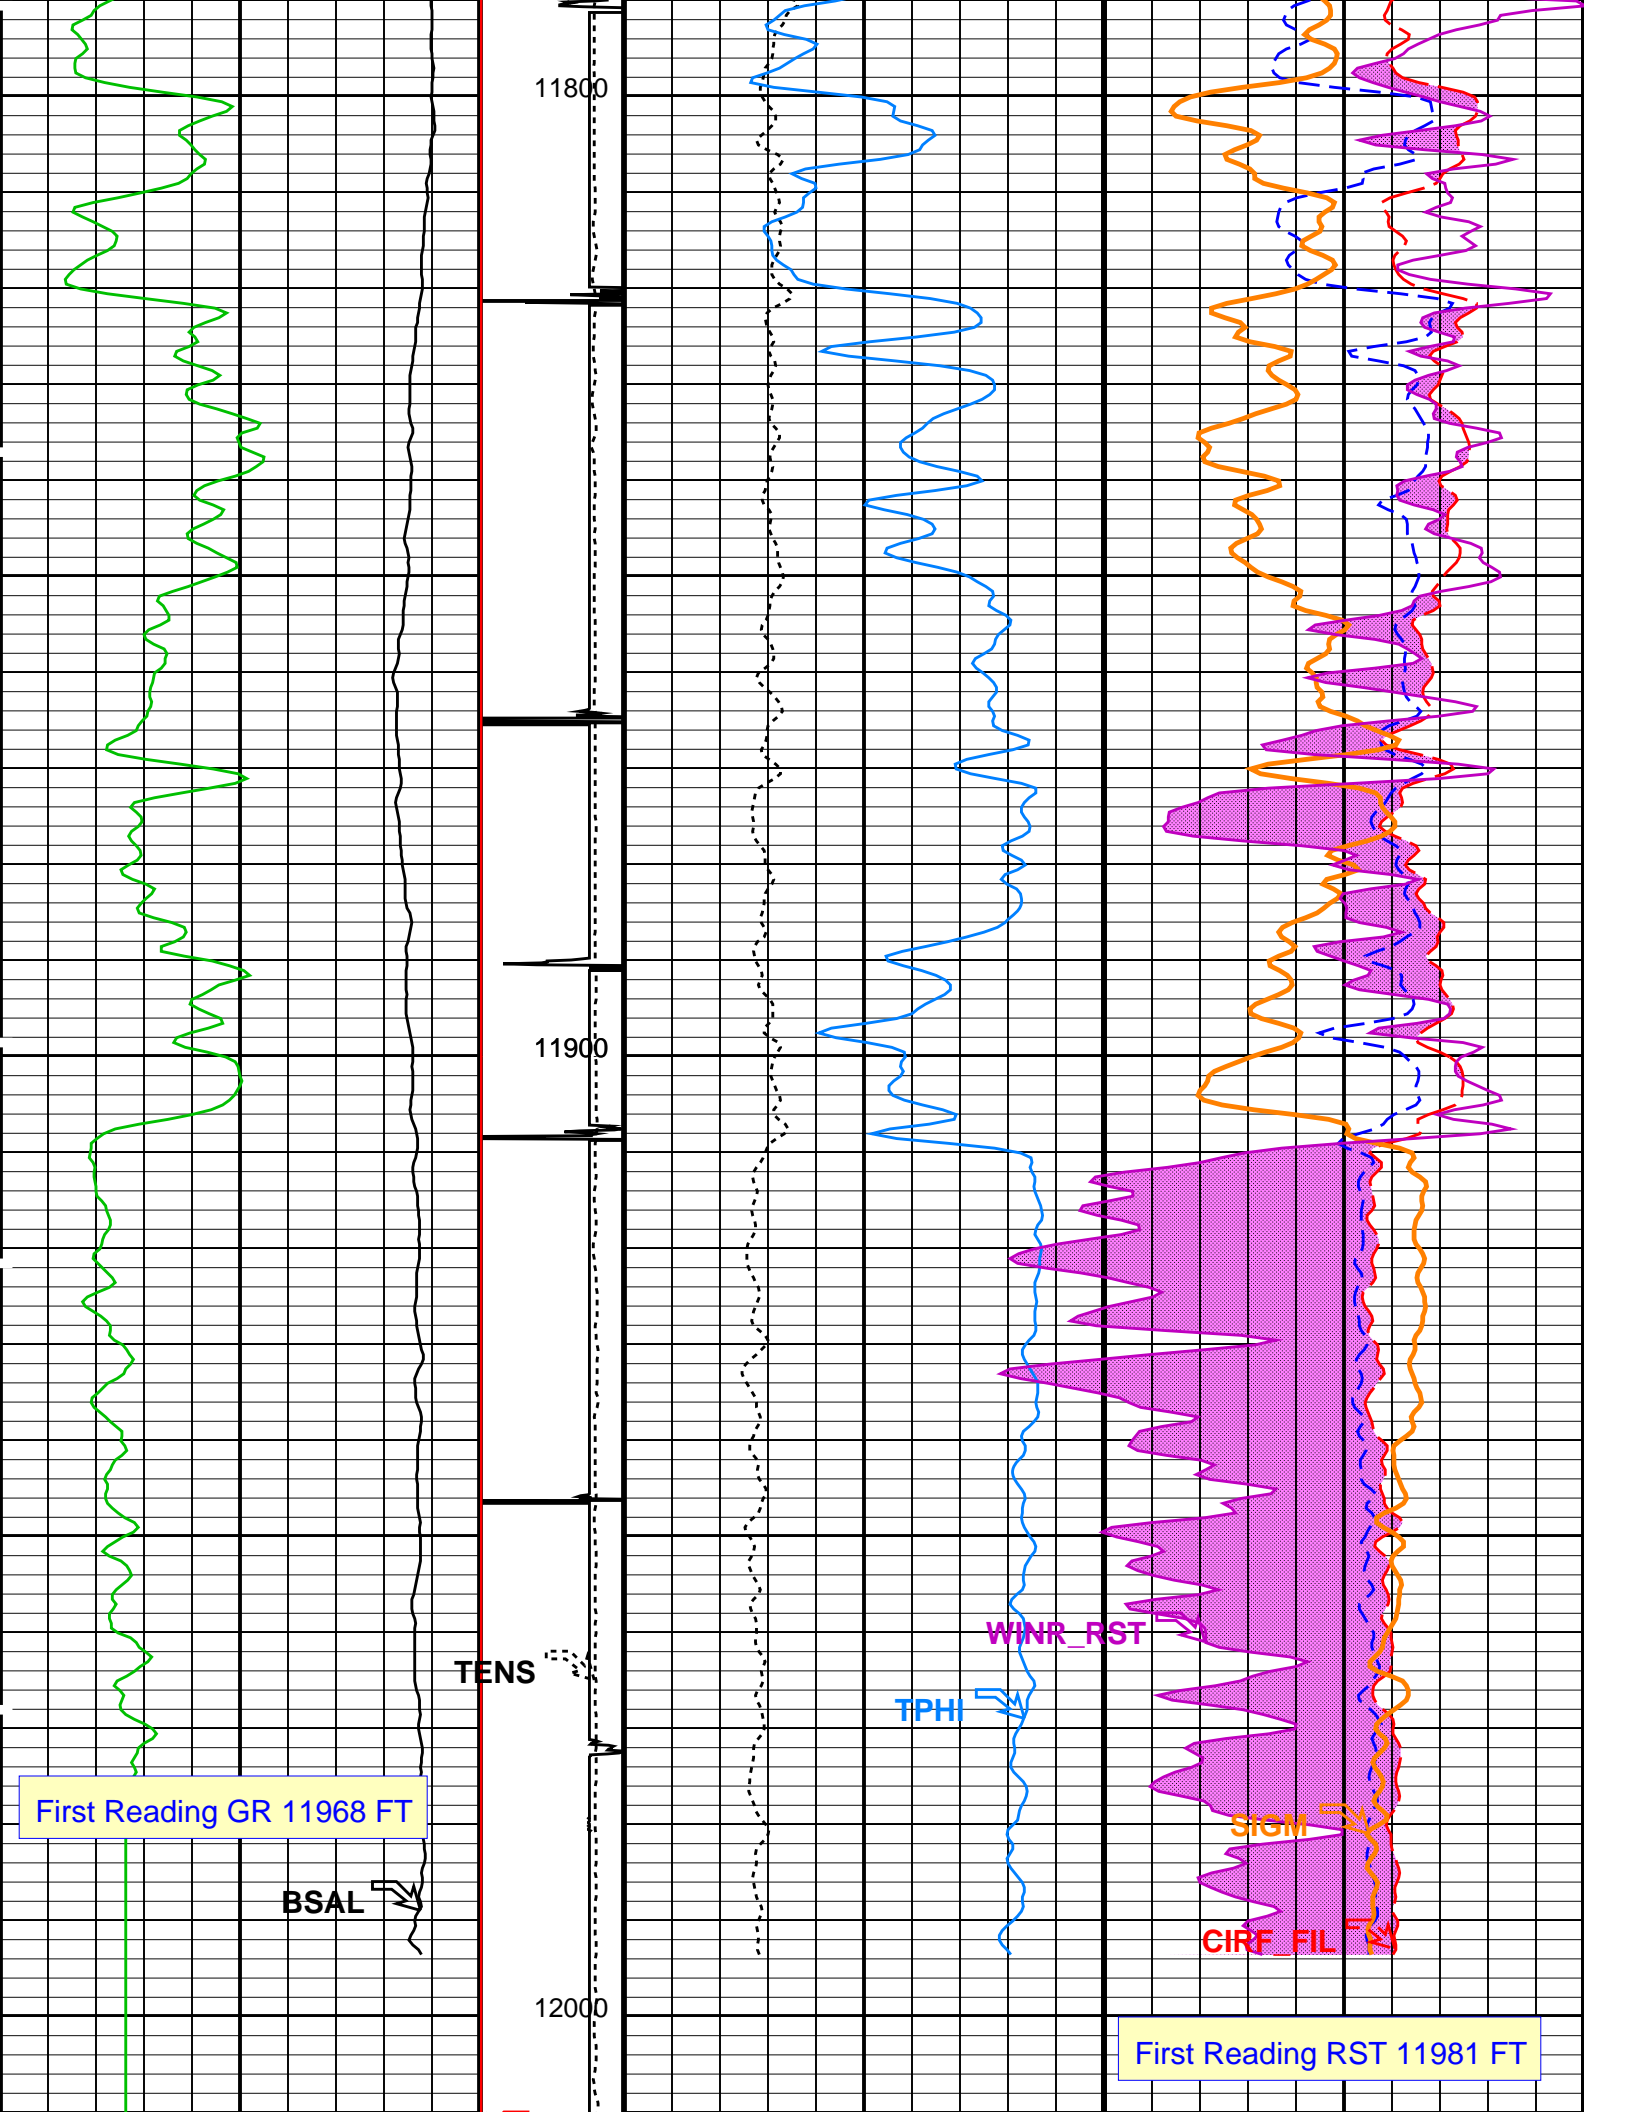 11800
11900
WINR_RST
TENS
TPHI
First Reading GR 11968 FT
SIGM
BSAL
CIRF_FIL
12000
First Reading RST 11981 FT